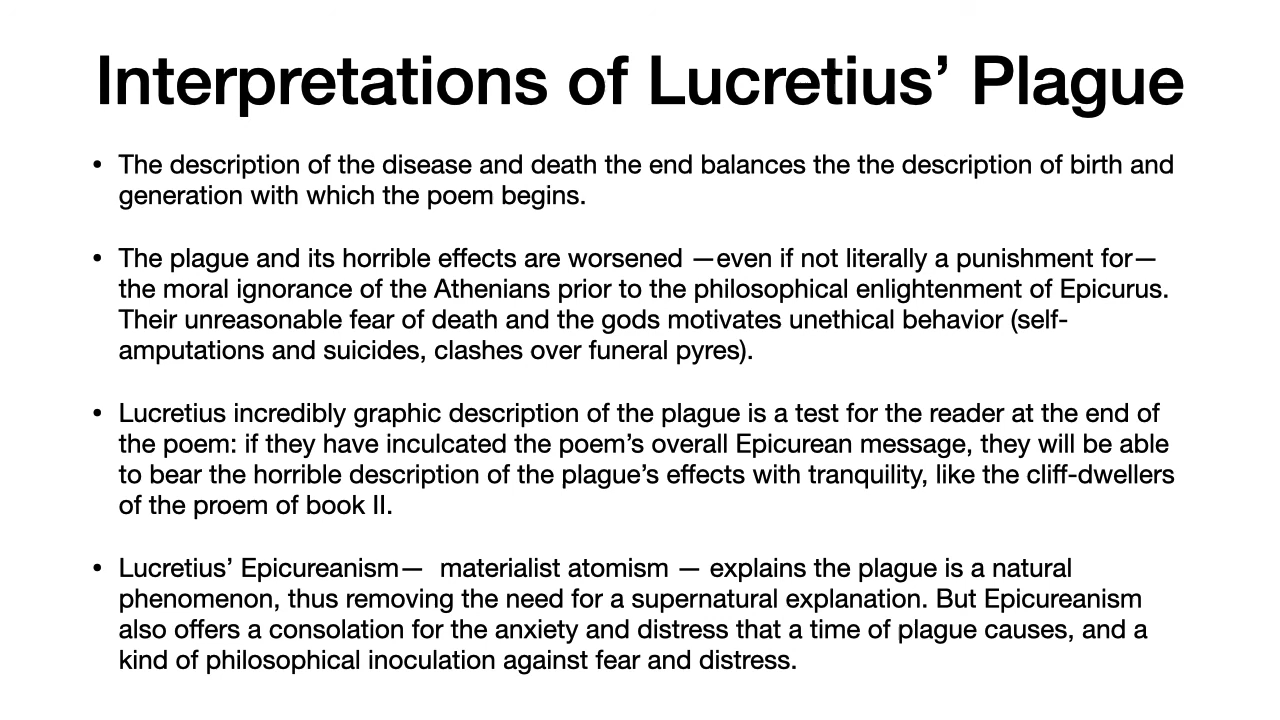 Interpretations of Lucretius’ Plague
• The description of the disease and death the end balances the the description of birth and
generation with which the poem begins.
• The plague and its horrible effects are worsened —even if not literally a punishment for—
the moral ignorance of the Athenians prior to the philosophical enlightenment of Epicurus.
Their unreasonable fear of death and the gods motivates unethical behavior (self-
amputations and suicides, clashes over funeral pyres).
• Lucretius incredibly graphic description of the plague is a test for the reader at the end of
the poem: if they have inculcated the poem’s overall Epicurean message, they will be able
to bear the horrible description of the plague’s effects with tranquility, like the cliff-dwellers
of the proem of book II.
• Lucretius’ Epicureanism—  materialist atomism — explains the plague is a natural
phenomenon, thus removing the need for a supernatural explanation. But Epicureanism
also offers a consolation for the anxiety and distress that a time of plague causes, and a
kind of philosophical inoculation against fear and distress.